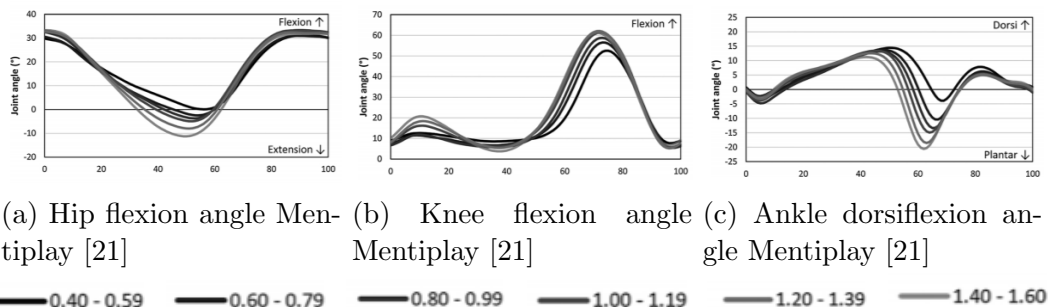 40
30
20
10
0
-10
-20
Joint angle (°)
Flexion ↑
Extension ↓
0 20 40 60 80 100
70
60
50
40
30
20
10
0
Joint angle (°)
Flexion ↑
0 20 40 60 80 100
25
20
15
10
5
0
-5
-10
-15
-20
-25
Joint angle (°)
Dorsi ↑
Plantar ↓
0 20 40 60 80 100
(a) Hip flexion angle Men-
tiplay [21]
(b) Knee flexion angle
Mentiplay [21]
(c) Ankle dorsiflexion an-
gle Mentiplay [21]
0.40 - 0.59 0.60 - 0.79 0.80 - 0.99 1.00 - 1.19 1.20 - 1.39 1.40 - 1.60